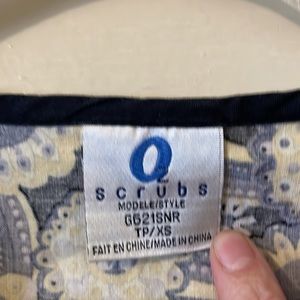 scrubs
MODELE/STYLE
G621SNR
TP/XS
FAIT EN CHINE/MADE IN CHINA